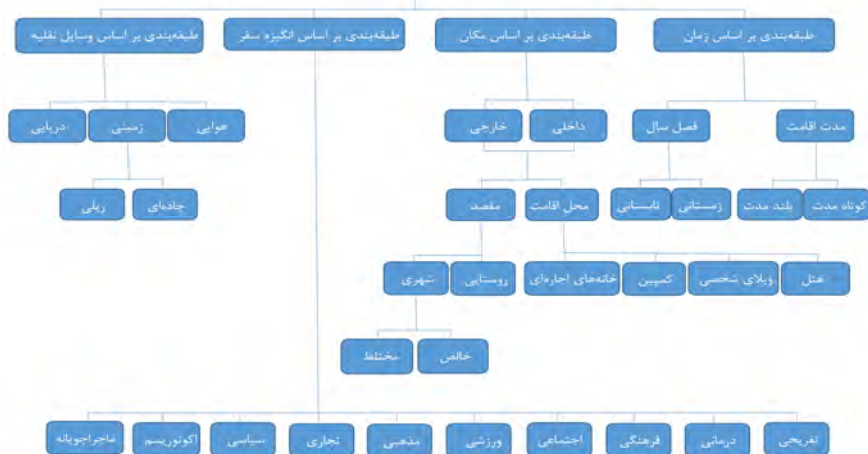 طبقه‌بندی بر اساس زمان
طبقه‌بندی بر اساس مکان
طبقه‌بندی بر اساس انگیزه سفر
طبقه‌بندی بر اساس وسایل نقلیه
مدت اقامت
فصل سال
داخلی
خارجی
هوایی
زمینی
دریایی
کوتاه مدت
بلند مدت
زمستانی
تابستانی
محل اقامت
مقصد
جاده‌ای
ریلی
هتل
ویلای شخصی
کمپین
خانه‌های اجاره‌ای
روستایی
شهری
خالص
مختلط
تفریحی
درمانی
فرهنگی
اجتماعی
ورزشی
مذهبی
تجاری
سیاسی
اکوتوریسم
ماجراجویانه